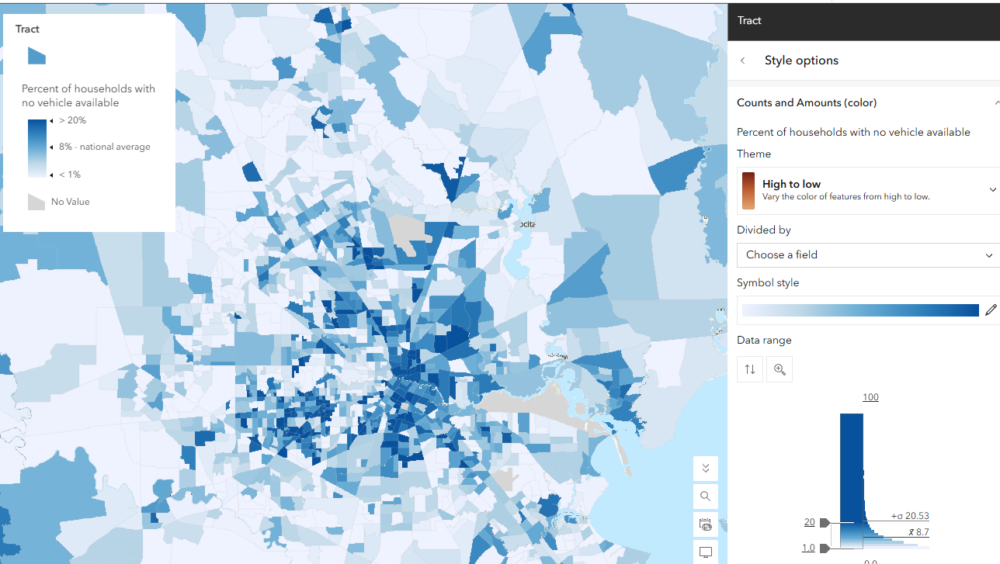 Tract
Percent of households with
no vehicle available
> 20%
8% - national average
< 1%
No Value
Tract
Style options
Counts and Amounts (color)
Percent of households with no vehicle available
Theme
High to low
Vary the color of features from high to low.
Divided by
Choose a field
Symbol style
Data range
100
+σ 20.53
20
x̄ 8.7
1.0
0.0
ocita